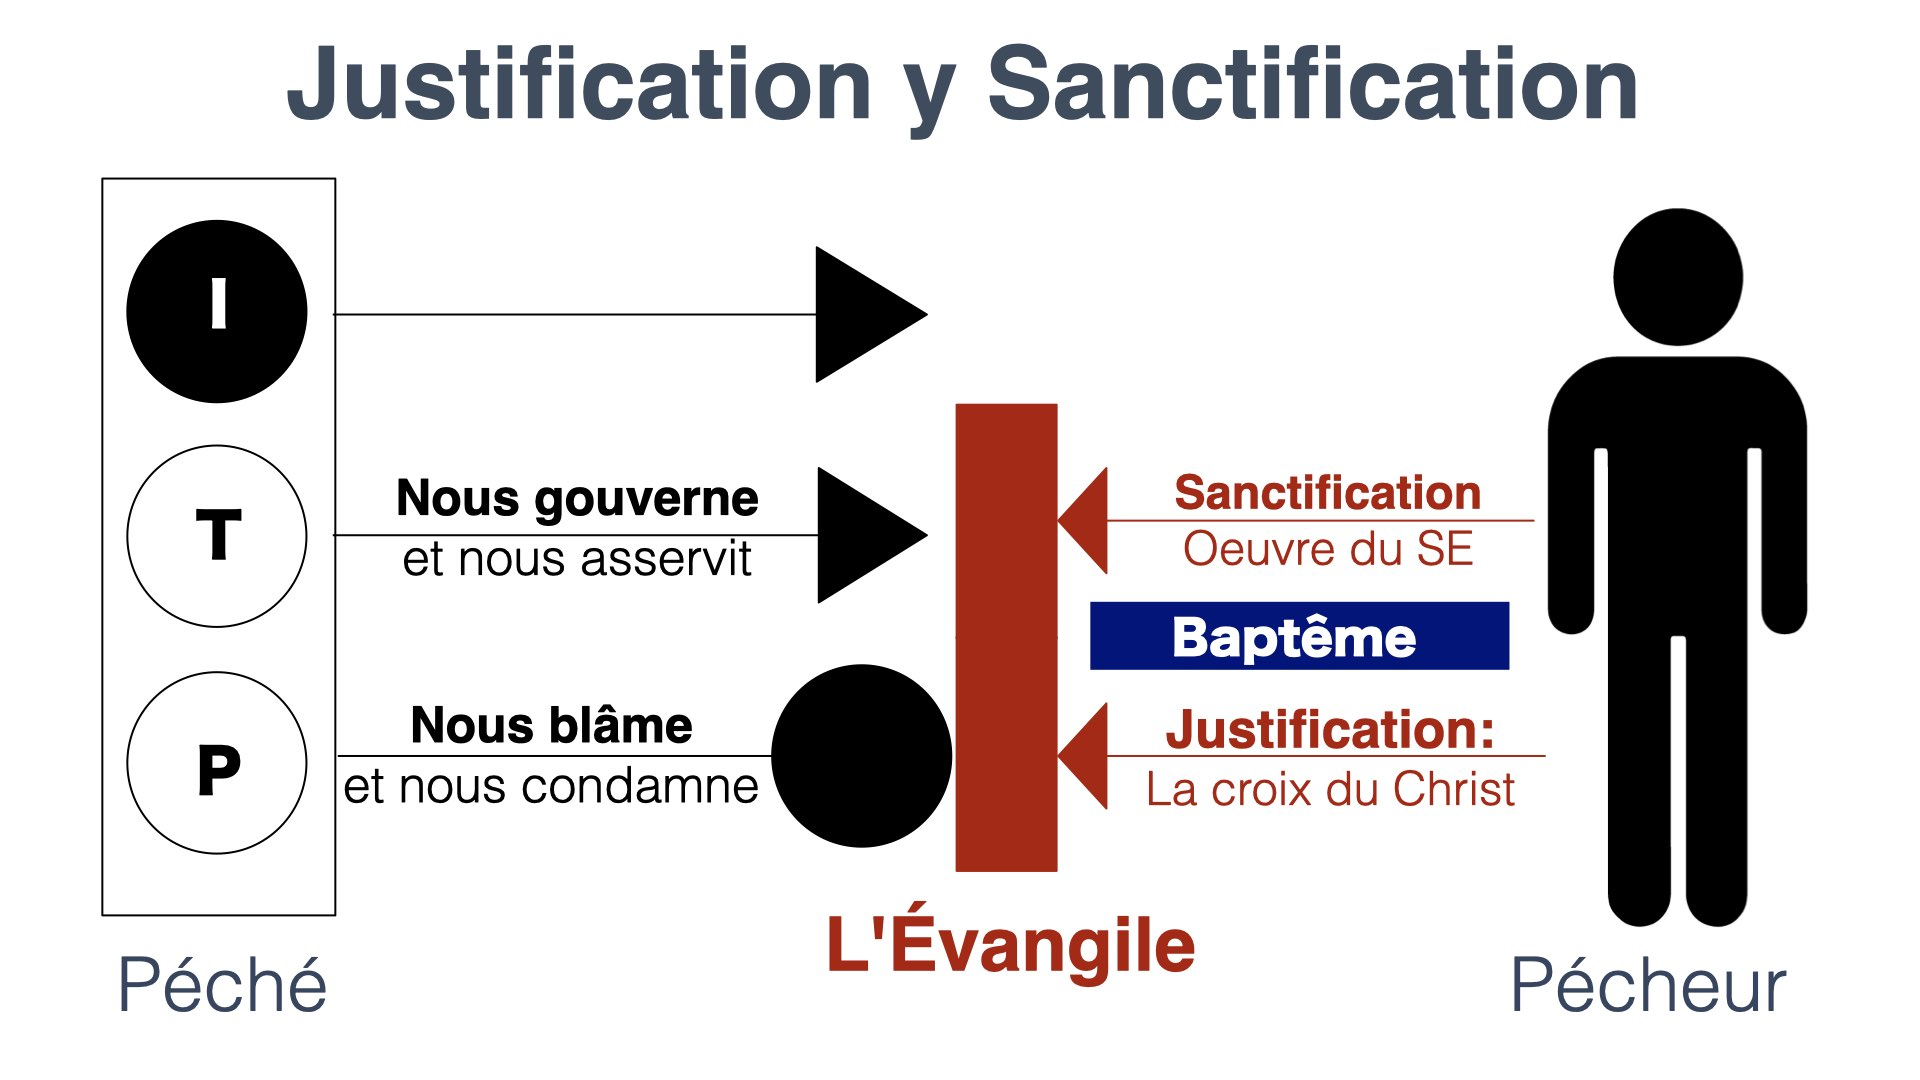 Justification y Sanctification
I
T
Nous gouverne
et nous asservit
P
Nous blâme
et nous condamne
Sanctification
Oeuvre du SE
Baptême
Justification:
La croix du Christ
L'Évangile
Péché
Pécheur